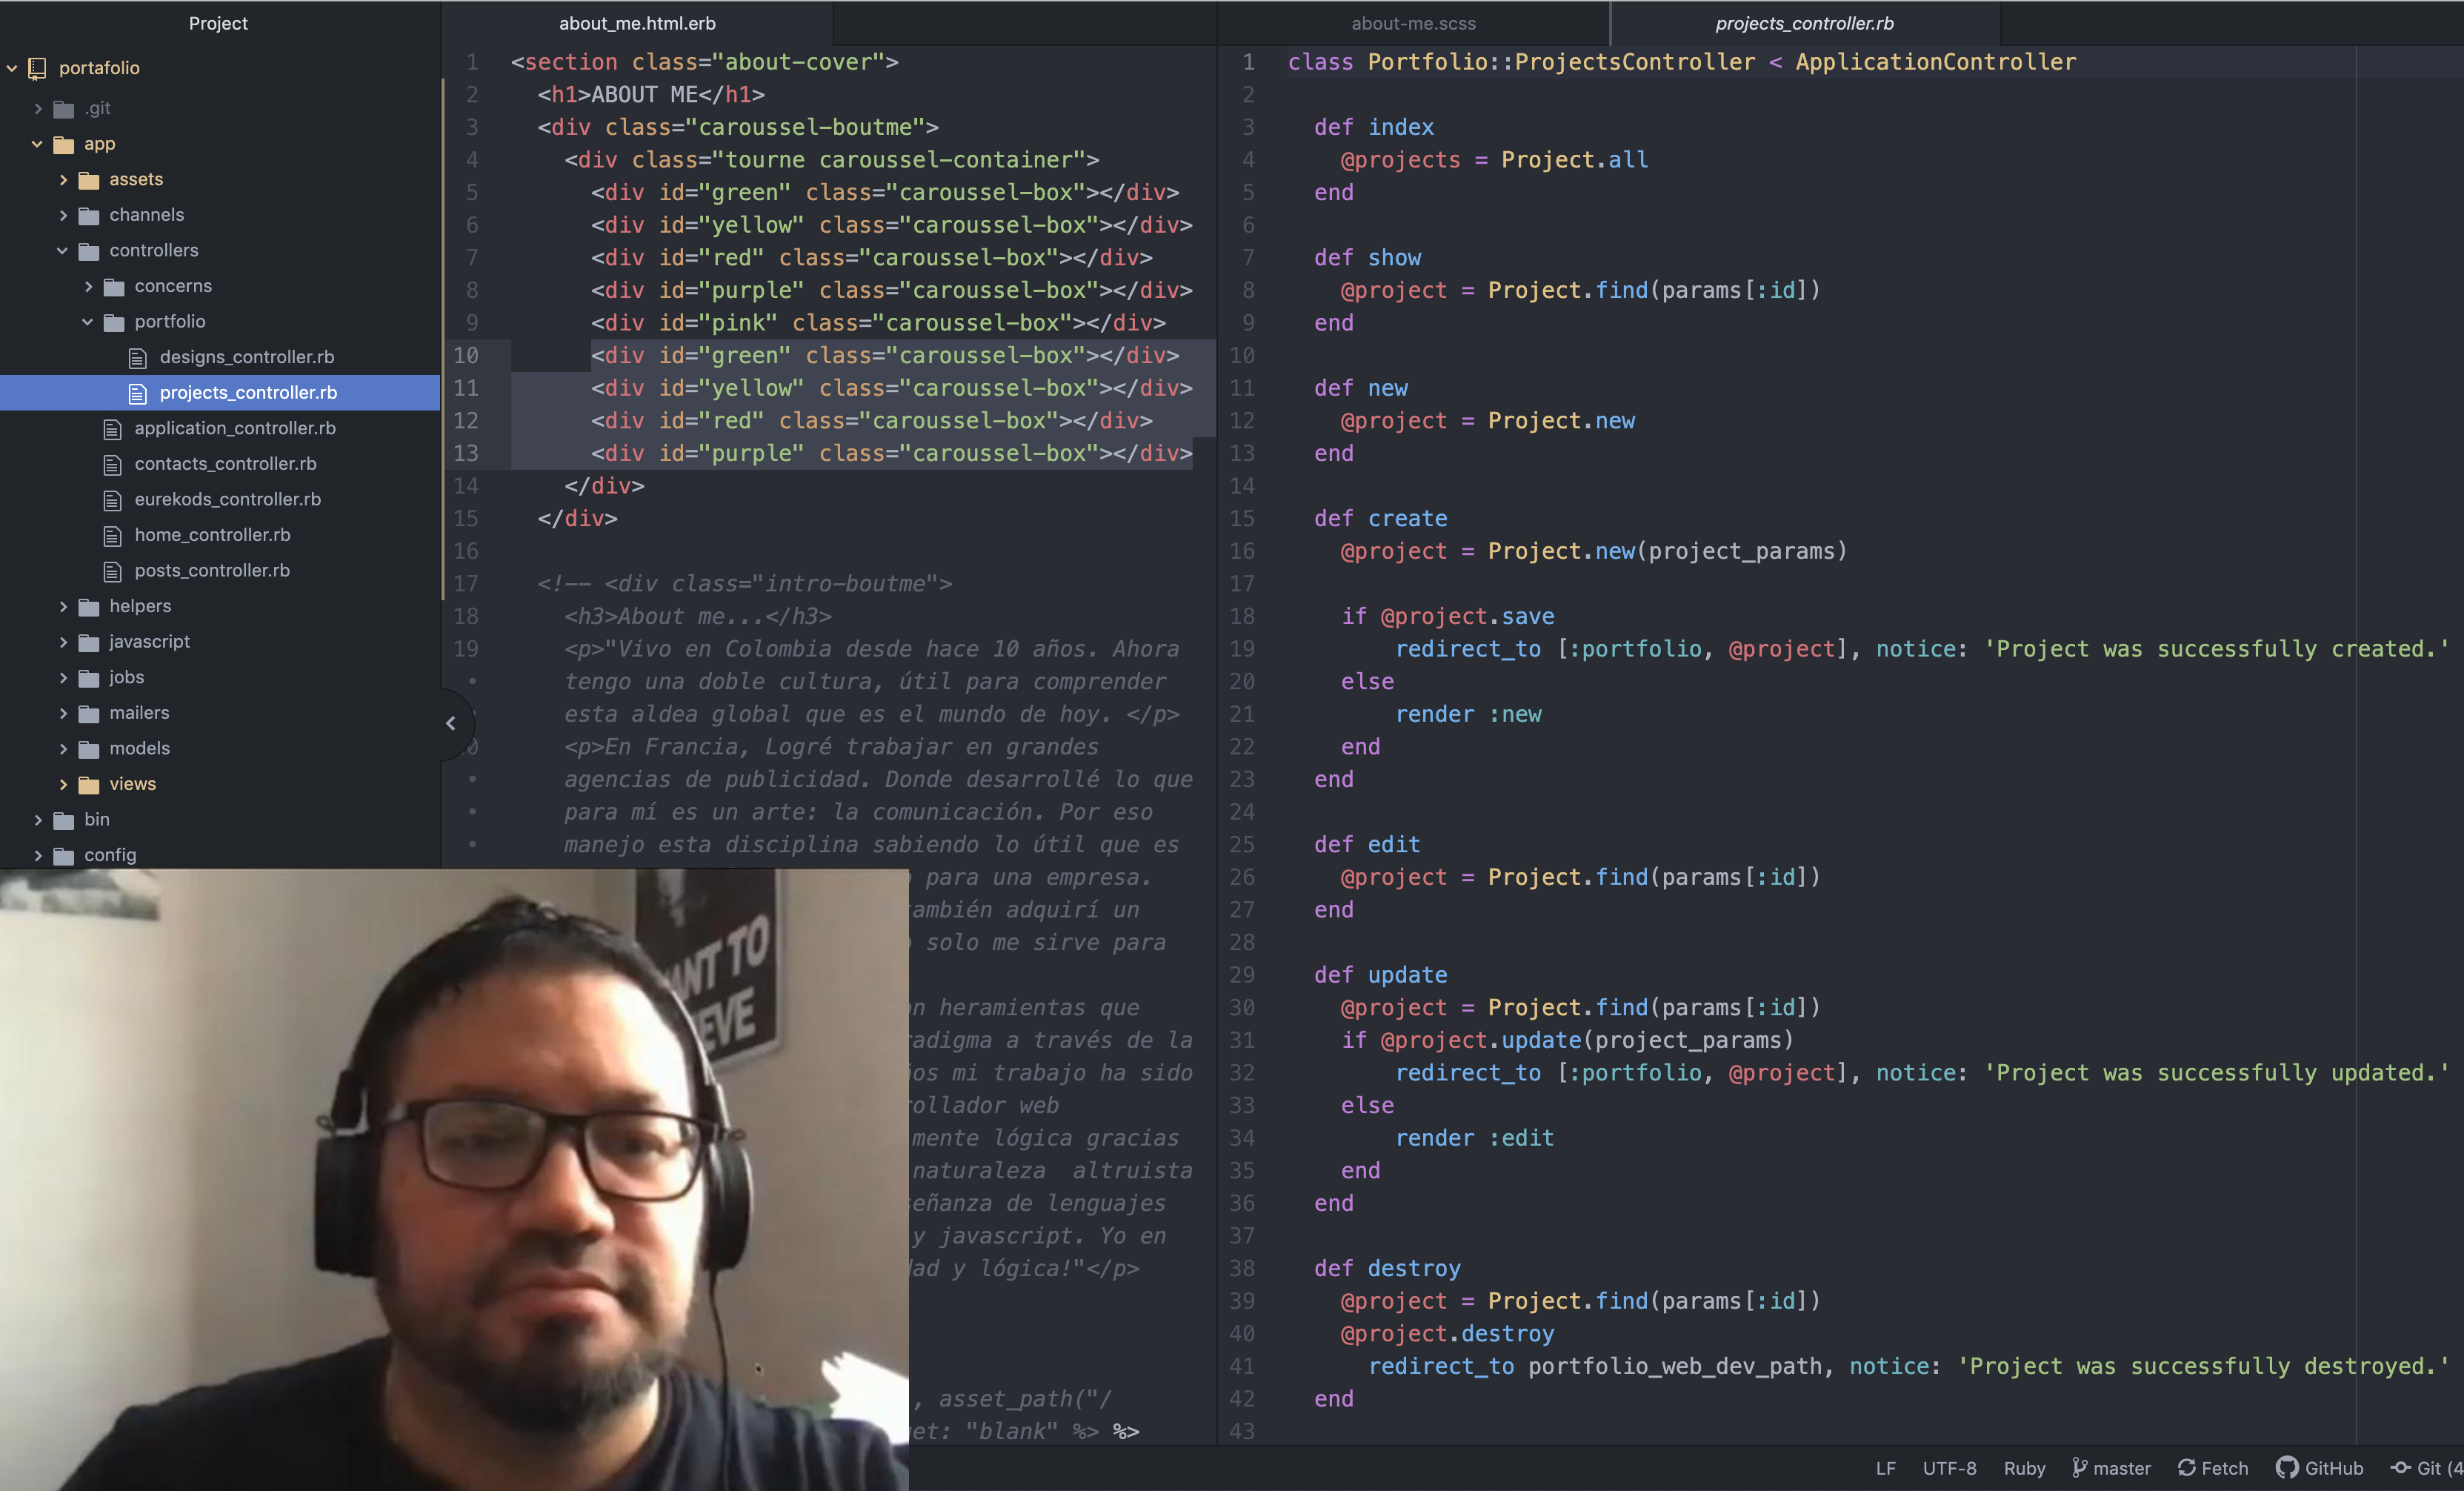 Project
portafolio
.git
app
assets
channels
controllers
concerns
portfolio
designs_controller.rb
projects_controller.rb
application_controller.rb
contacts_controller.rb
eurekods_controller.rb
home_controller.rb
posts_controller.rb
helpers
javascript
jobs
mailers
models
views
bin
config
about_me.html.erb
1 <section class="about-cover">
2 <h1>ABOUT ME</h1>
3 <div class="caroussel-boutme">
4 <div class="tourne caroussel-container">
5 <div id="green" class="caroussel-box"></div>
6 <div id="yellow" class="caroussel-box"></div>
7 <div id="red" class="caroussel-box"></div>
8 <div id="purple" class="caroussel-box"></div>
9 <div id="pink" class="caroussel-box"></div>
10 <div id="green" class="caroussel-box"></div>
11 <div id="yellow" class="caroussel-box"></div>
12 <div id="red" class="caroussel-box"></div>
13 <div id="purple" class="caroussel-box"></div>
14 </div>
15 </div>
16
17 <!-- <div class="intro-boutme">
18 <h3>About me...</h3>
19 <p>"Vivo en Colombia desde hace 10 años. Ahora
• tengo una doble cultura, útil para comprender
esta aldea global que es el mundo de hoy. </p>
<p>En Francia, Logré trabajar en grandes
• agencias de publicidad. Donde desarrollé lo que
• para mí es un arte: la comunicación. Por eso
• manejo esta disciplina sabiendo lo útil que es
para una empresa.
ambién adquirí un
solo me sirve para
n heramientas que
adigma a través de la
os mi trabajo ha sido
ollador web
mente lógica gracias
naturaleza  altruista
eñanza de lenguajes
y javascript. Yo en
ad y lógica!"</p>
, asset_path("/
et: "blank" %> %>
about-me.scss
projects_controller.rb
1 class Portfolio::ProjectsController < ApplicationController
2
3 def index
4 @projects = Project.all
5 end
6
7 def show
8 @project = Project.find(params[:id])
9 end
10
11 def new
12 @project = Project.new
13 end
14
15 def create
16 @project = Project.new(project_params)
17
18 if @project.save
19 redirect_to [:portfolio, @project], notice: 'Project was successfully created.'
20 else
21 render :new
22 end
23 end
24
25 def edit
26 @project = Project.find(params[:id])
27 end
28
29 def update
30 @project = Project.find(params[:id])
31 if @project.update(project_params)
32 redirect_to [:portfolio, @project], notice: 'Project was successfully updated.'
33 else
34 render :edit
35 end
36 end
37
38 def destroy
39 @project = Project.find(params[:id])
40 @project.destroy
41 redirect_to portfolio_web_dev_path, notice: 'Project was successfully destroyed.'
42 end
43
ANT TO
EVE
LF UTF-8 Ruby master Fetch GitHub Git (4